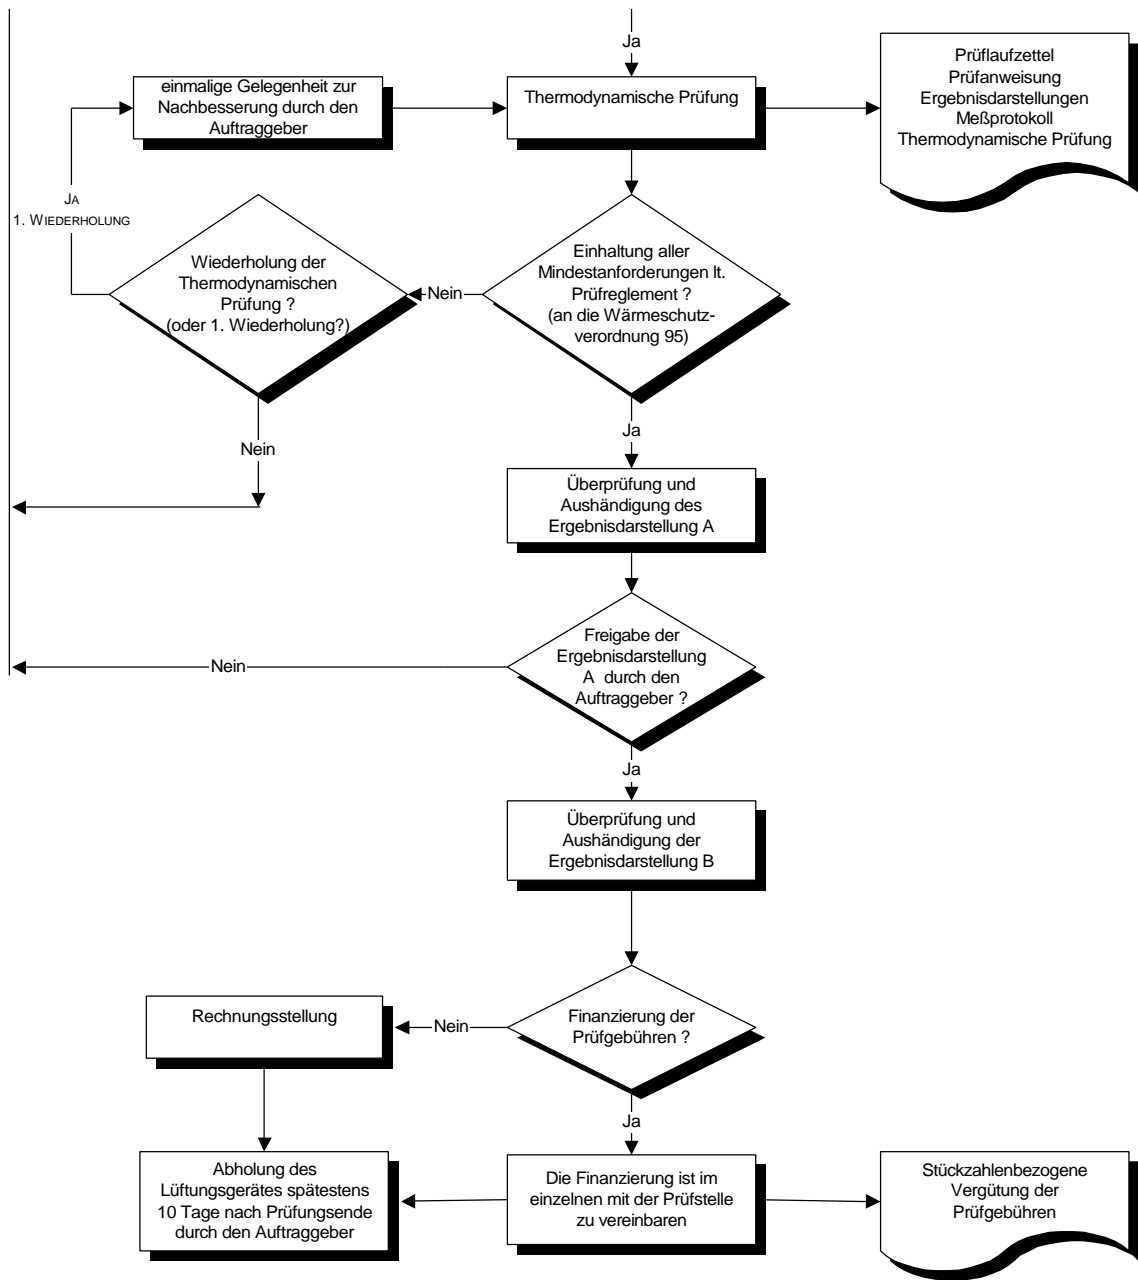 Ja
einmalige Gelegenheit zur
Nachbesserung durch den
Auftraggeber
Thermodynamische Prüfung
Prüflaufzettel
Prüfanweisung
Ergebnisdarstellungen
Meßprotokoll
Thermodynamische Prüfung
JA
1. WIEDERHOLUNG
Wiederholung der
Thermodynamischen
Prüfung ?
(oder 1. Wiederholung?)
Nein
Einhaltung aller
Mindestanforderungen lt.
Prüfreglement ?
(an die Wärmeschutz-
verordnung 95)
Nein
Ja
Überprüfung und
Aushändigung des
Ergebnisdarstellung A
Nein
Freigabe der
Ergebnisdarstellung
A durch den
Auftraggeber ?
Ja
Überprüfung und
Aushändigung der
Ergebnisdarstellung B
Rechnungsstellung
Nein
Finanzierung der
Prüfgebühren ?
Ja
Abholung des
Lüftungsgerätes spätestens
10 Tage nach Prüfungsende
durch den Auftraggeber
Die Finanzierung ist im
einzelnen mit der Prüfstelle
zu vereinbaren
Stückzahlenbezogene
Vergütung der
Prüfgebühren